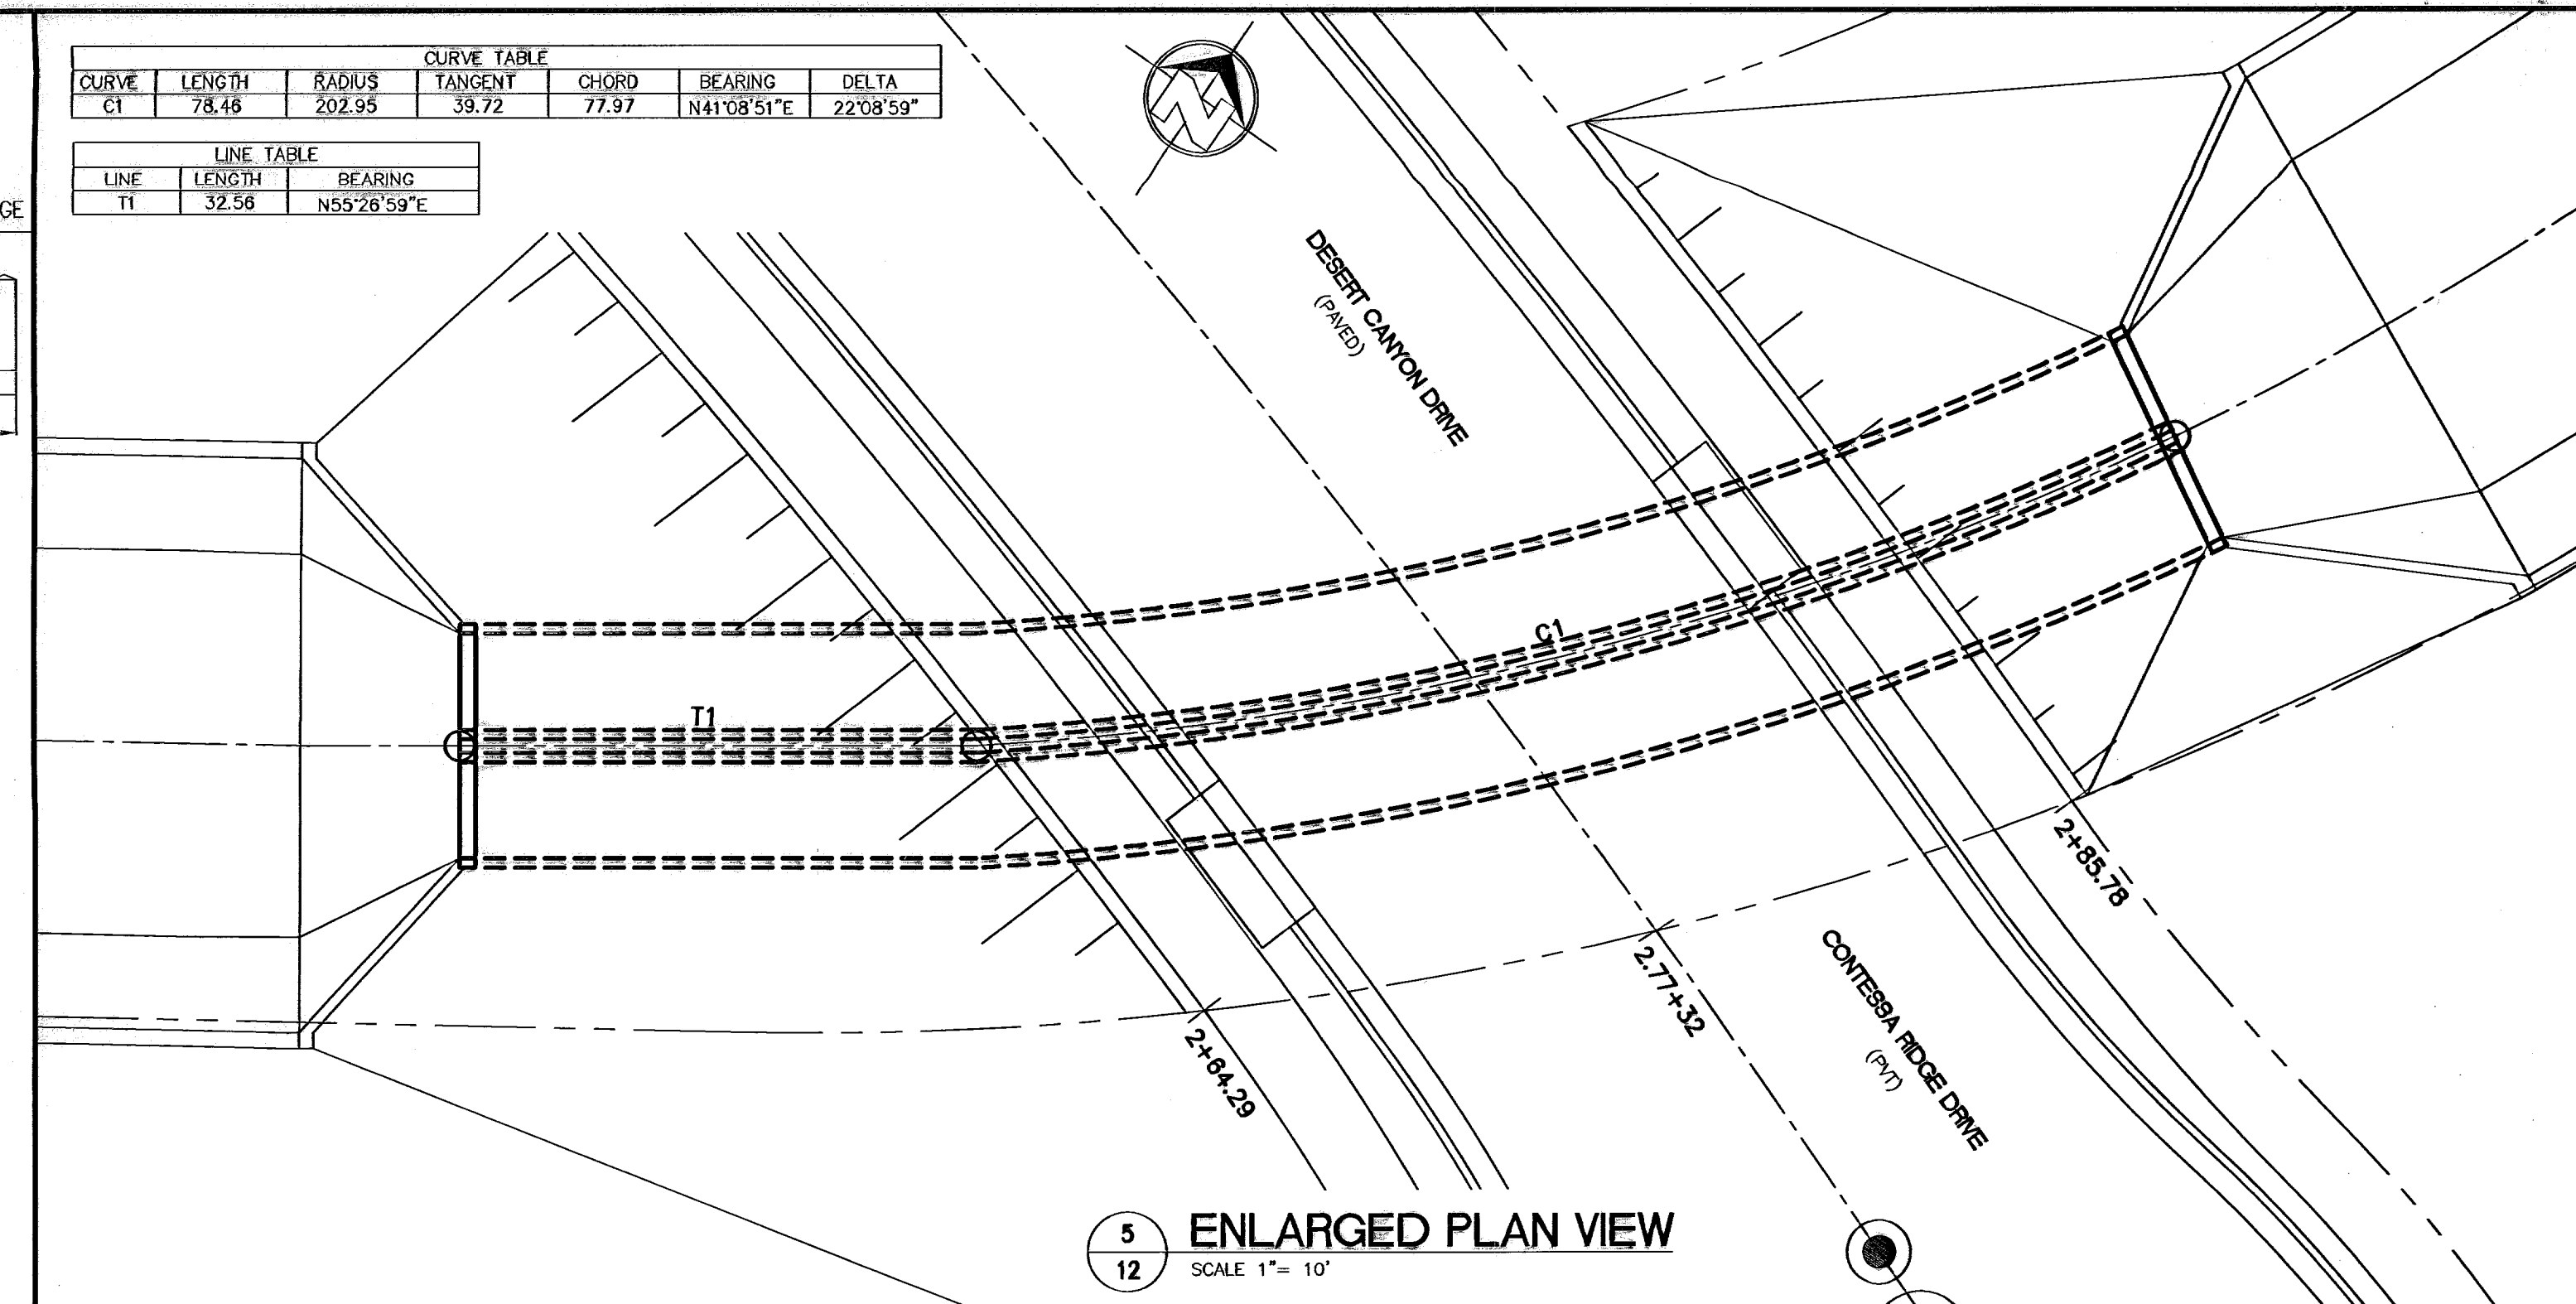 CURVE TABLE
CURVE LENGTH RADIUS TANGENT CHORD BEARING DELTA
C1 78.46 202.95 39.72 77.97 N41°08'51"E 22°08'59"
LINE TABLE
LINE LENGTH BEARING
T1 32.56 N55°26'59"E
GE
N
DESERT CANYON DRIVE
(PAVED)
C1
T1
2+85.78
2.77+32
2+64.29
CONTESSA RIDGE DRIVE
(PVT)
5
12
ENLARGED PLAN VIEW
SCALE 1"= 10'